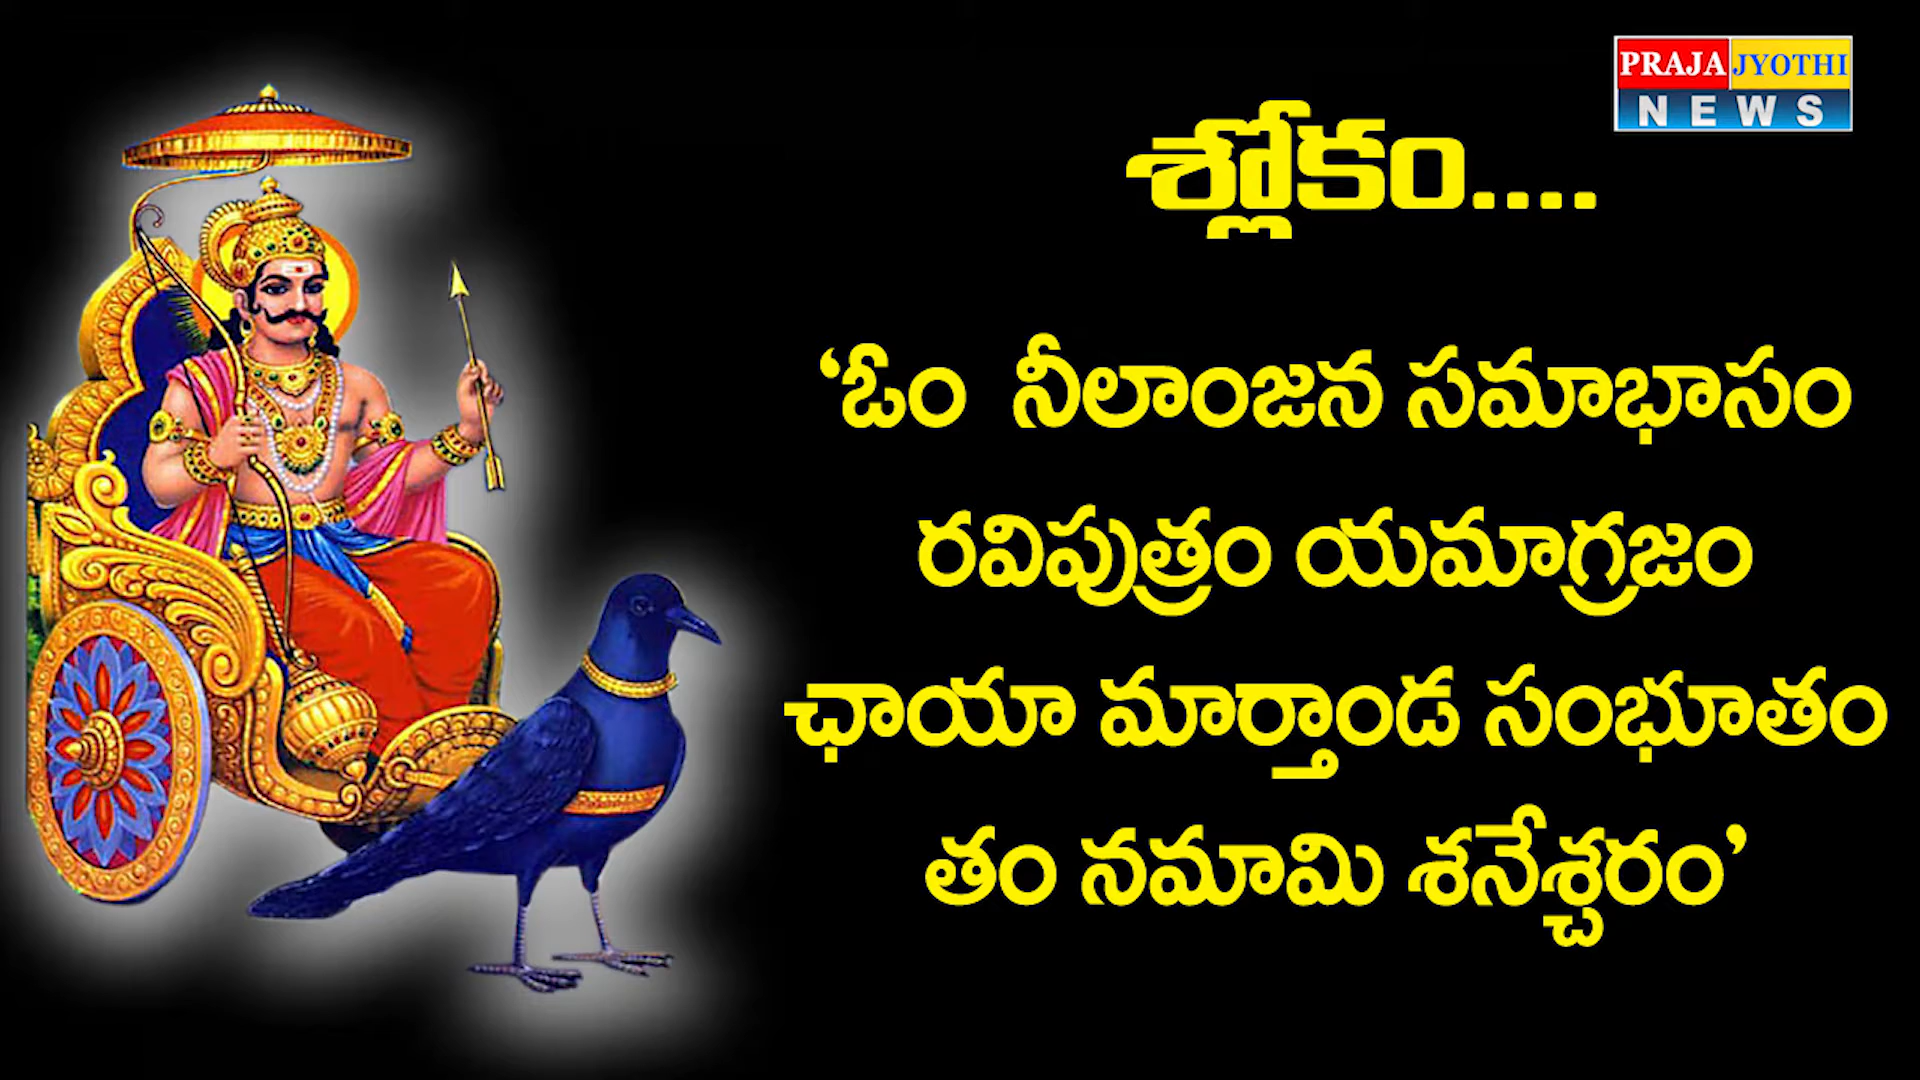 PRAJA JYOTHI
NEWS
శ్లోకం....
‘ఓం నీలాంజన సమాభాసం
రవిపుత్రం యమాగ్రజం
ఛాయా మార్తాండ సంభూతం
తం నమామి శనేశ్చరం’